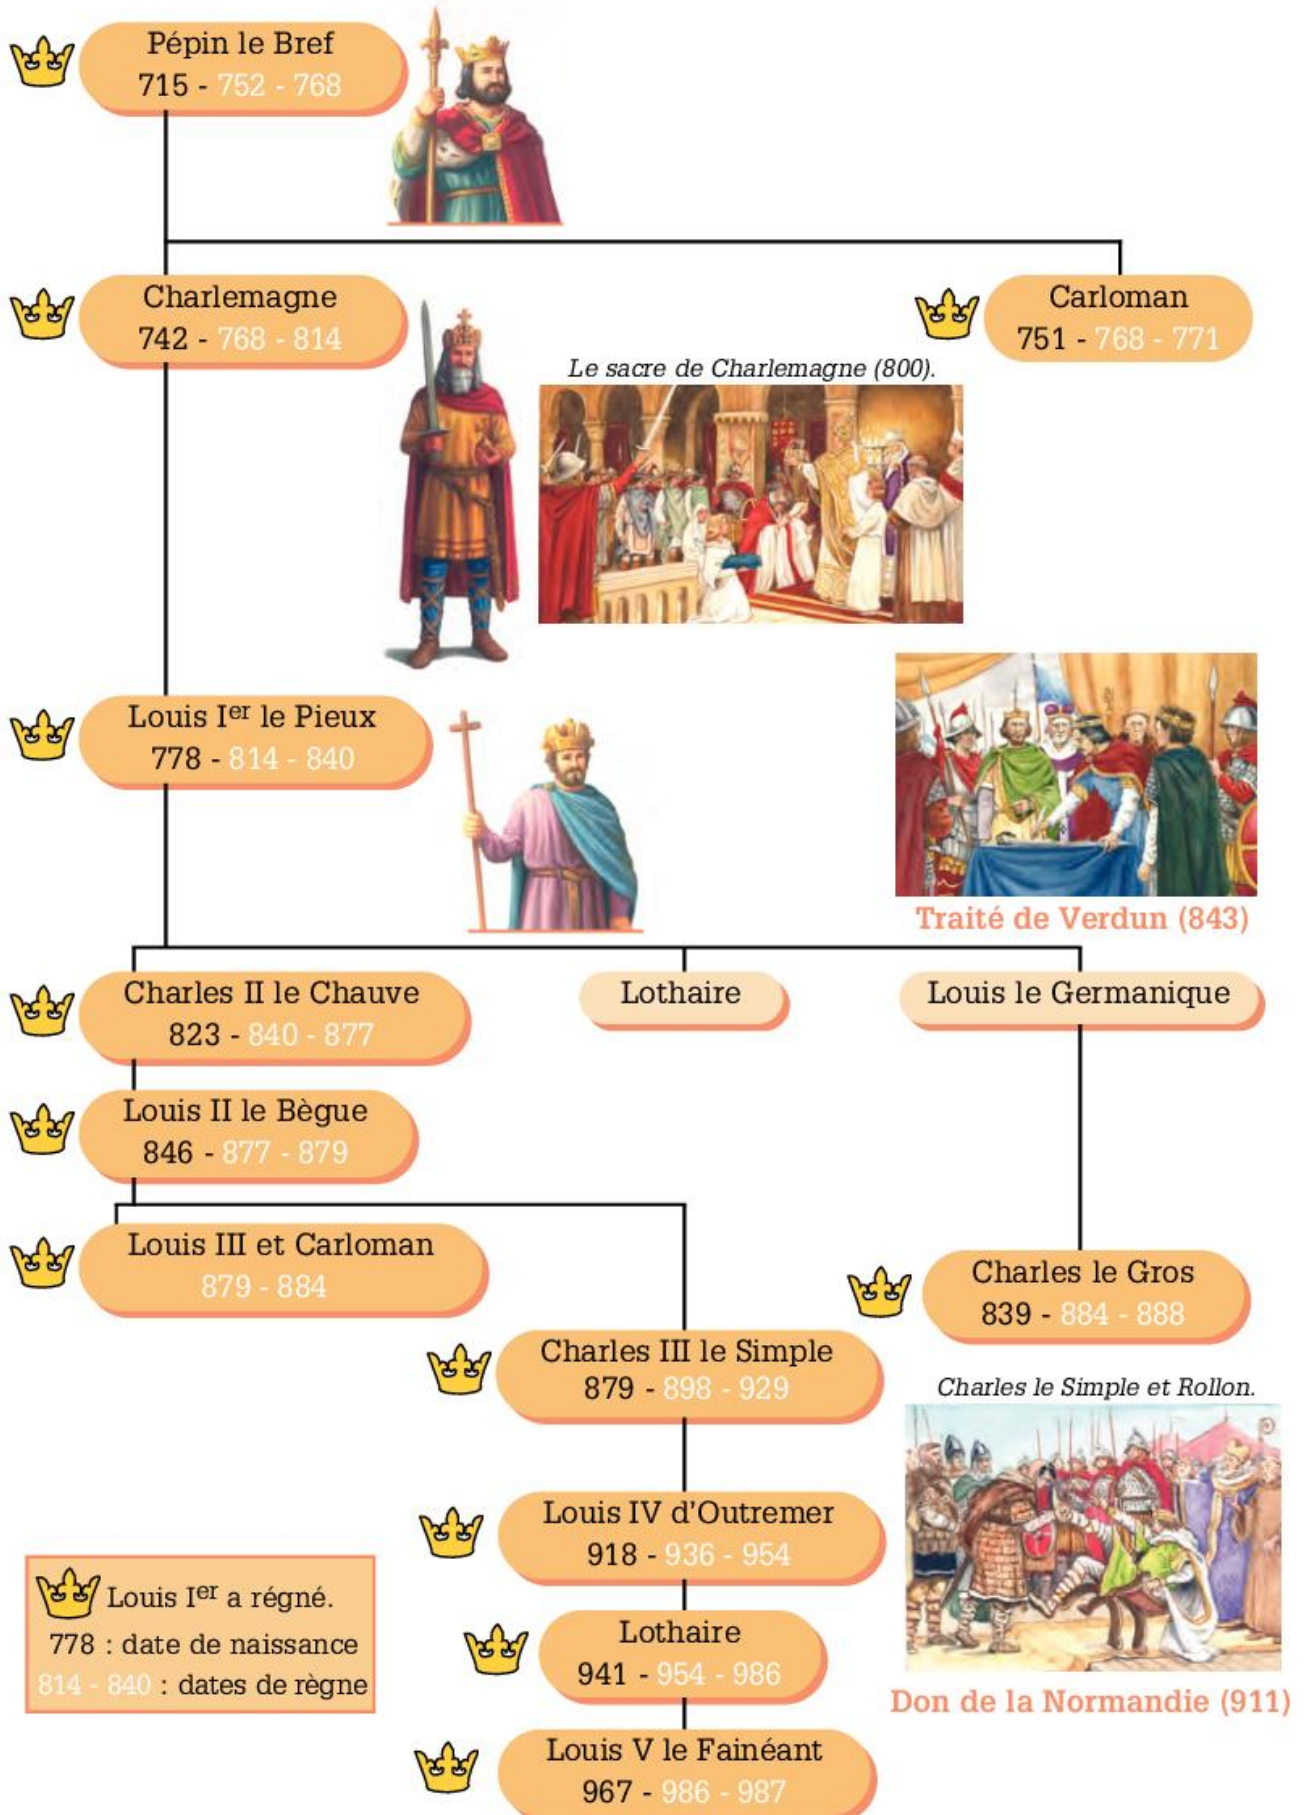 Pépin le Bref
715 - 752 - 768
Charlemagne
742 - 768 - 814
Carloman
751 - 768 - 771
Le sacre de Charlemagne (800).
Louis Ier le Pieux
778 - 814 - 840
Traité de Verdun (843)
Charles II le Chauve
823 - 840 - 877
Lothaire
Louis le Germanique
Louis II le Bègue
846 - 877 - 879
Louis III et Carloman
879 - 884
Charles le Gros
839 - 884 - 888
Charles III le Simple
879 - 898 - 929
Charles le Simple et Rollon.
Louis IV d'Outremer
918 - 936 - 954
Louis Ier a régné.
778 : date de naissance
814 - 840 : dates de règne
Lothaire
941 - 954 - 986
Don de la Normandie (911)
Louis V le Fainéant
967 - 986 - 987